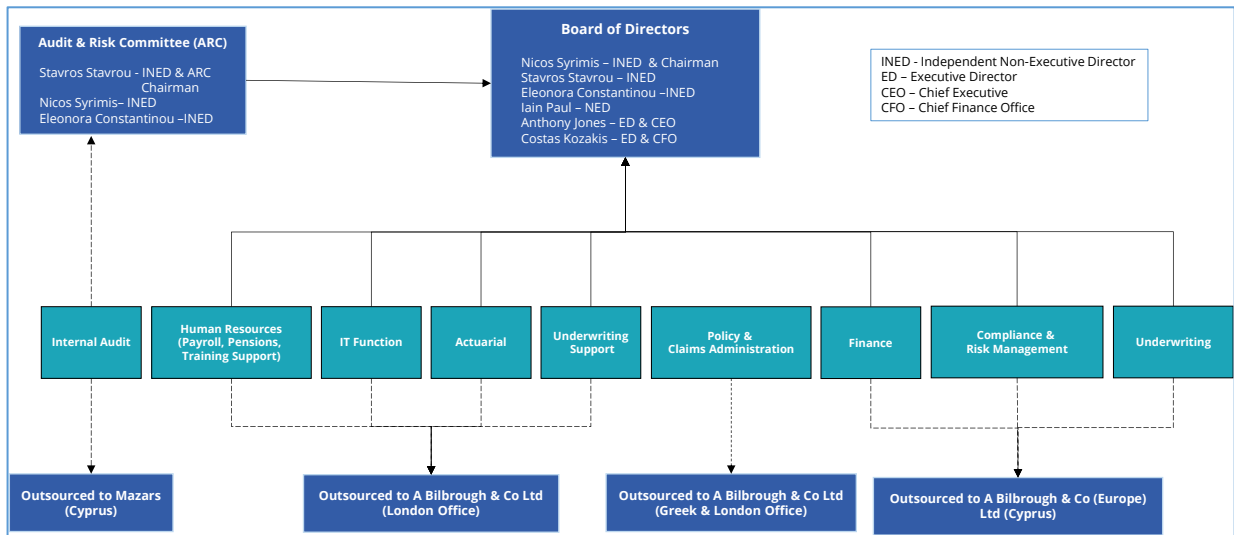 Audit & Risk Committee (ARC)
Stavros Stavrou - INED & ARC
Chairman
Nicos Syrimis– INED
Eleonora Constantinou –INED
Board of Directors
Nicos Syrimis – INED & Chairman
Stavros Stavrou – INED
Eleonora Constantinou –INED
Iain Paul – NED
Anthony Jones – ED & CEO
Costas Kozakis – ED & CFO
INED - Independent Non-Executive Director
ED – Executive Director
CEO – Chief Executive
CFO – Chief Finance Office
Internal Audit
Human Resources
(Payroll, Pensions,
Training Support)
IT Function
Actuarial
Underwriting
Support
Policy &
Claims Administration
Finance
Compliance &
Risk Management
Underwriting
Outsourced to Mazars
(Cyprus)
Outsourced to A Bilbrough & Co Ltd
(London Office)
Outsourced to A Bilbrough & Co Ltd
(Greek & London Office)
Outsourced to A Bilbrough & Co (Europe)
Ltd (Cyprus)